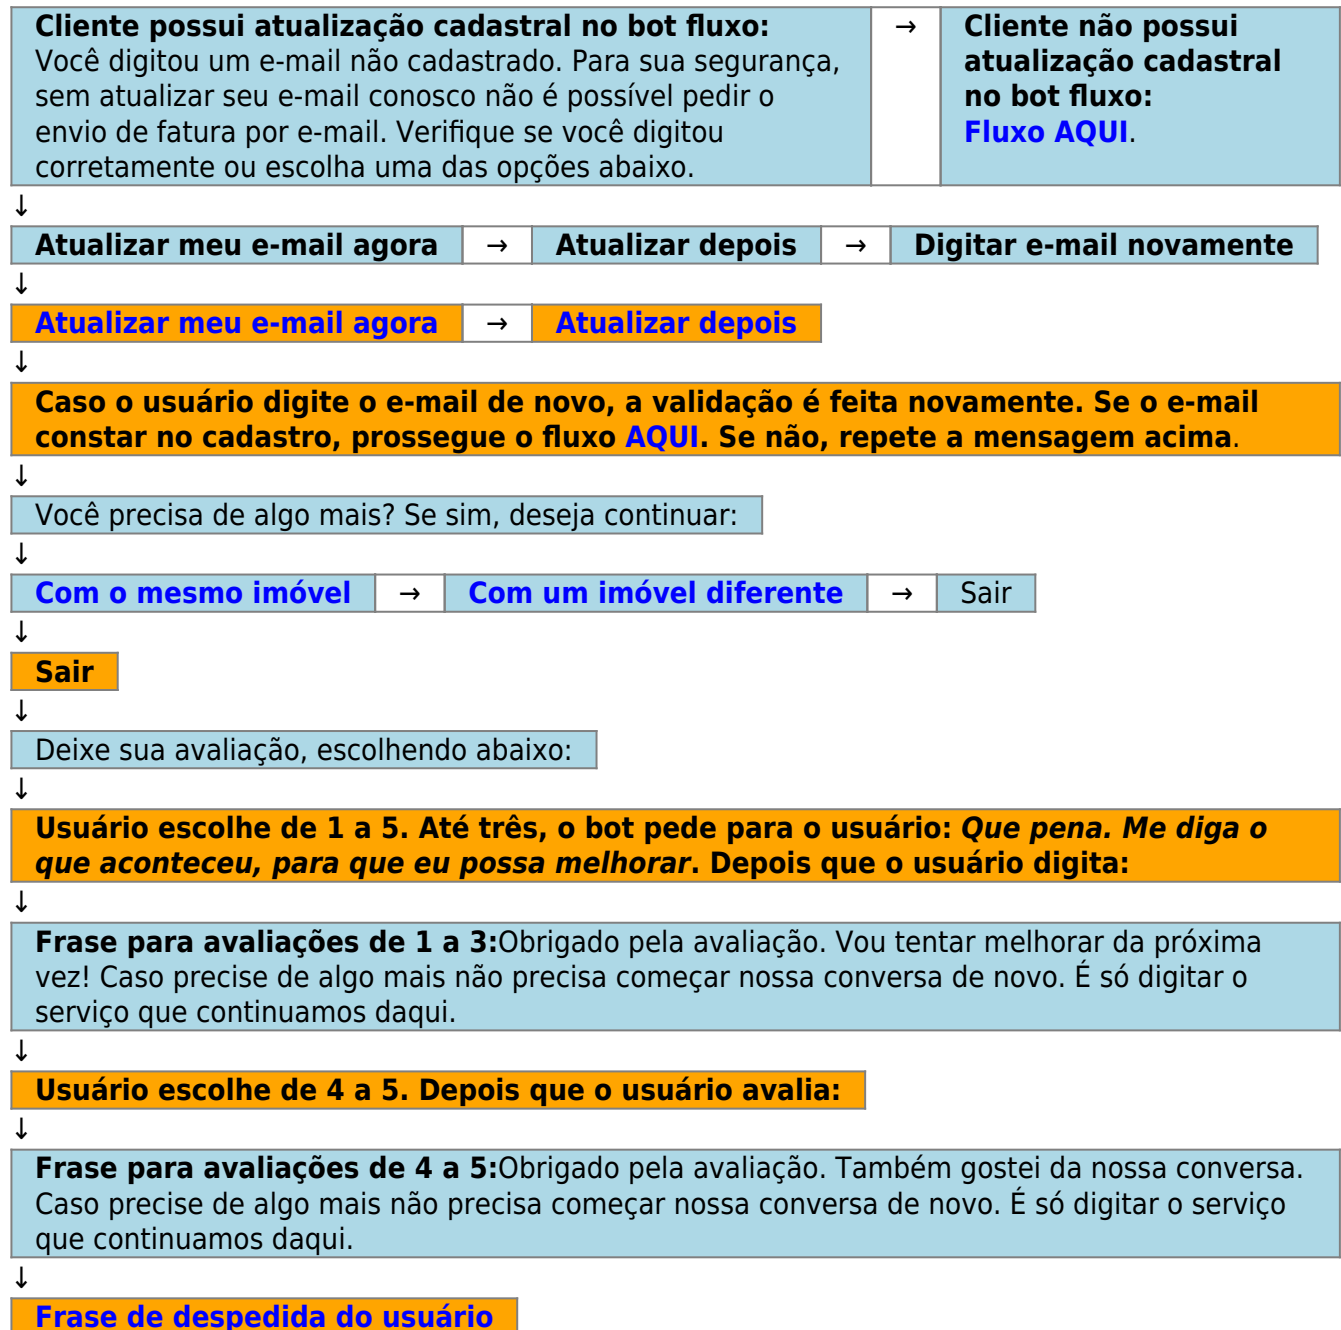 Cliente possui atualização cadastral no bot fluxo:
Você digitou um e-mail não cadastrado. Para sua segurança,
sem atualizar seu e-mail conosco não é possível pedir o
envio de fatura por e-mail. Verifique se você digitou
corretamente ou escolha uma das opções abaixo.
→
Cliente não possui
atualização cadastral
no bot fluxo:
Fluxo AQUI.
↓
Atualizar meu e-mail agora → Atualizar depois → Digitar e-mail novamente
↓
Atualizar meu e-mail agora → Atualizar depois
↓
Caso o usuário digite o e-mail de novo, a validação é feita novamente. Se o e-mail
constar no cadastro, prossegue o fluxo AQUI. Se não, repete a mensagem acima.
↓
Você precisa de algo mais? Se sim, deseja continuar:
↓
Com o mesmo imóvel → Com um imóvel diferente → Sair
↓
Sair
↓
Deixe sua avaliação, escolhendo abaixo:
↓
Usuário escolhe de 1 a 5. Até três, o bot pede para o usuário: Que pena. Me diga o
que aconteceu, para que eu possa melhorar. Depois que o usuário digita:
↓
Frase para avaliações de 1 a 3:Obrigado pela avaliação. Vou tentar melhorar da próxima
vez! Caso precise de algo mais não precisa começar nossa conversa de novo. É só digitar o
serviço que continuamos daqui.
↓
Usuário escolhe de 4 a 5. Depois que o usuário avalia:
↓
Frase para avaliações de 4 a 5:Obrigado pela avaliação. Também gostei da nossa conversa.
Caso precise de algo mais não precisa começar nossa conversa de novo. É só digitar o serviço
que continuamos daqui.
↓
Frase de despedida do usuário